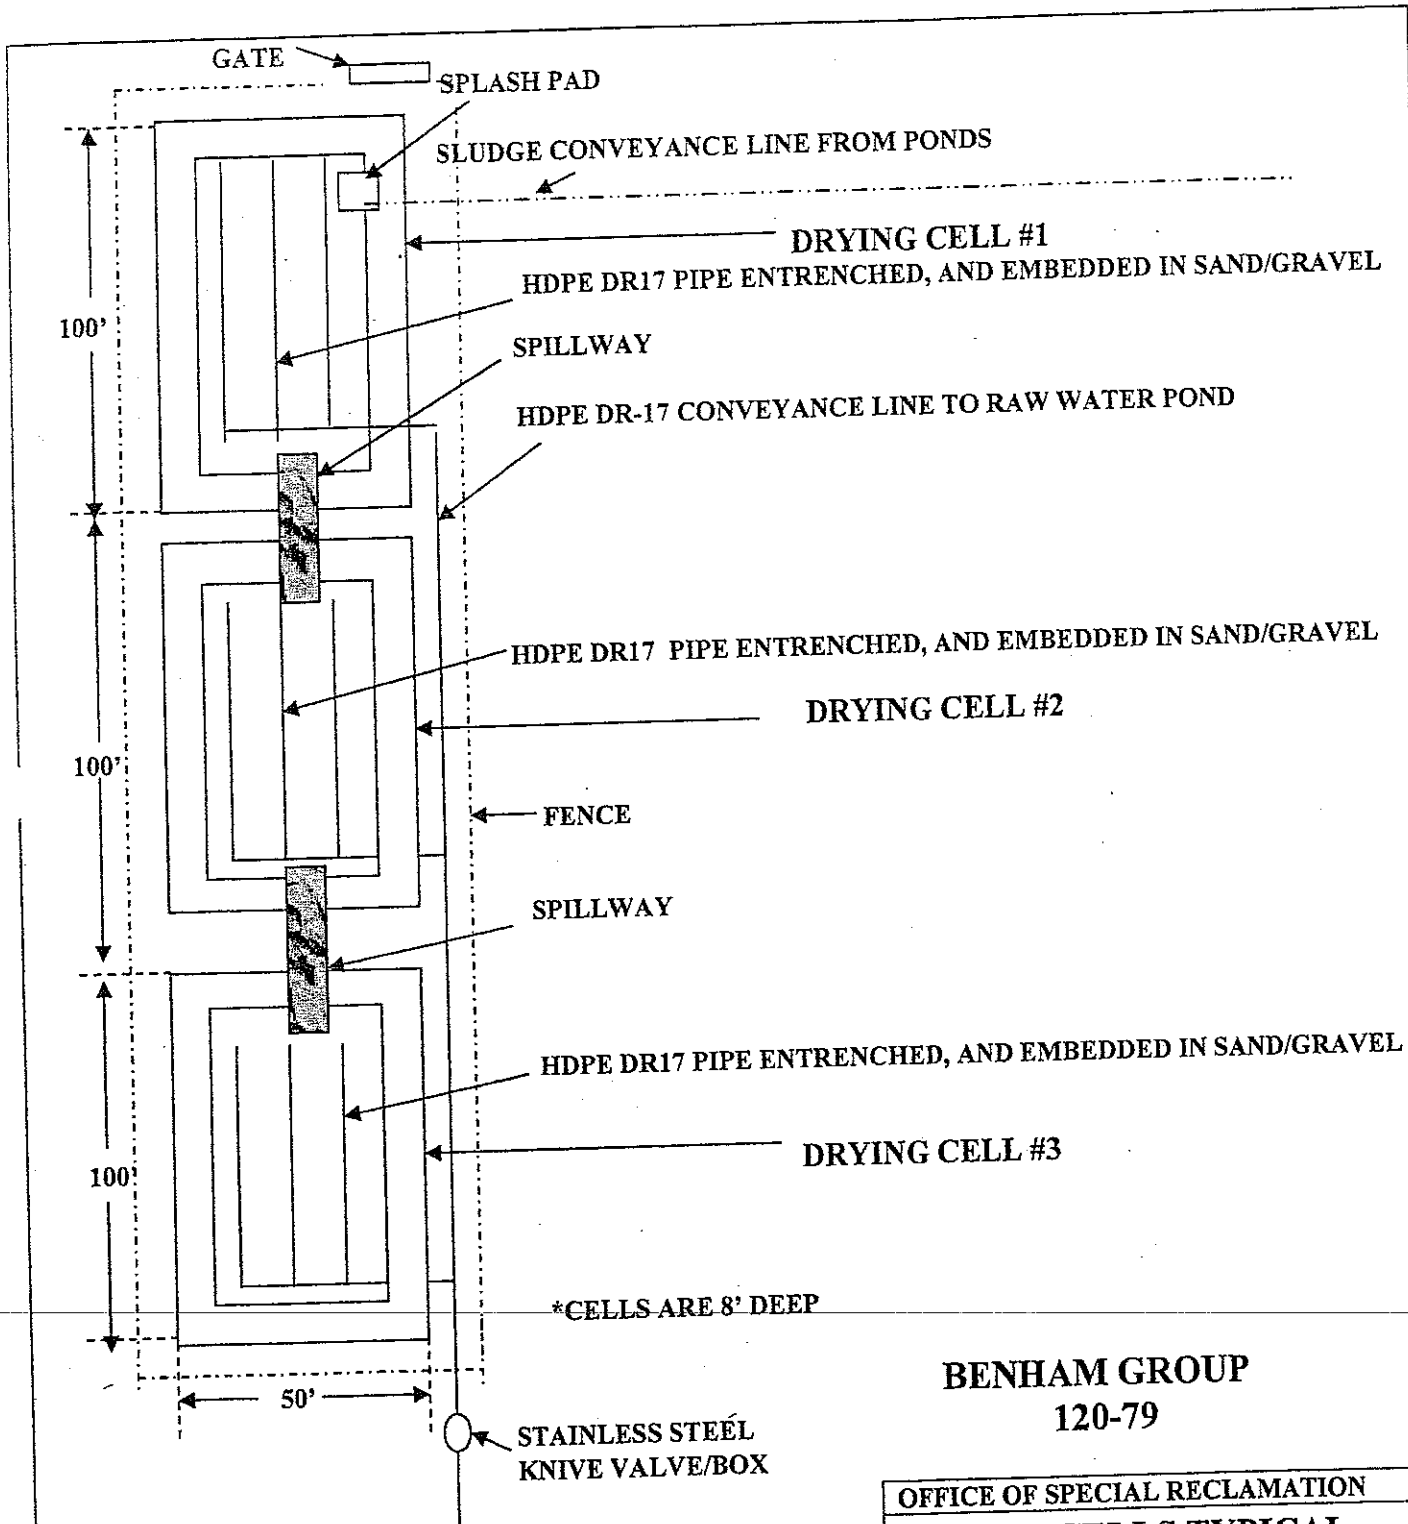 GATE
SPLASH PAD
SLUDGE CONVEYANCE LINE FROM PONDS
DRYING CELL #1
HDPE DR17 PIPE ENTRENCHED, AND EMBEDDED IN SAND/GRAVEL
100'
SPILLWAY
HDPE DR-17 CONVEYANCE LINE TO RAW WATER POND
HDPE DR17 PIPE ENTRENCHED, AND EMBEDDED IN SAND/GRAVEL
DRYING CELL #2
100'
FENCE
SPILLWAY
HDPE DR17 PIPE ENTRENCHED, AND EMBEDDED IN SAND/GRAVEL
DRYING CELL #3
100
*CELLS ARE 8' DEEP
BENHAM GROUP
120-79
50'
STAINLESS STEEL
KNIVE VALVE/BOX
OFFICE OF SPECIAL RECLAMATION
TYPICAL